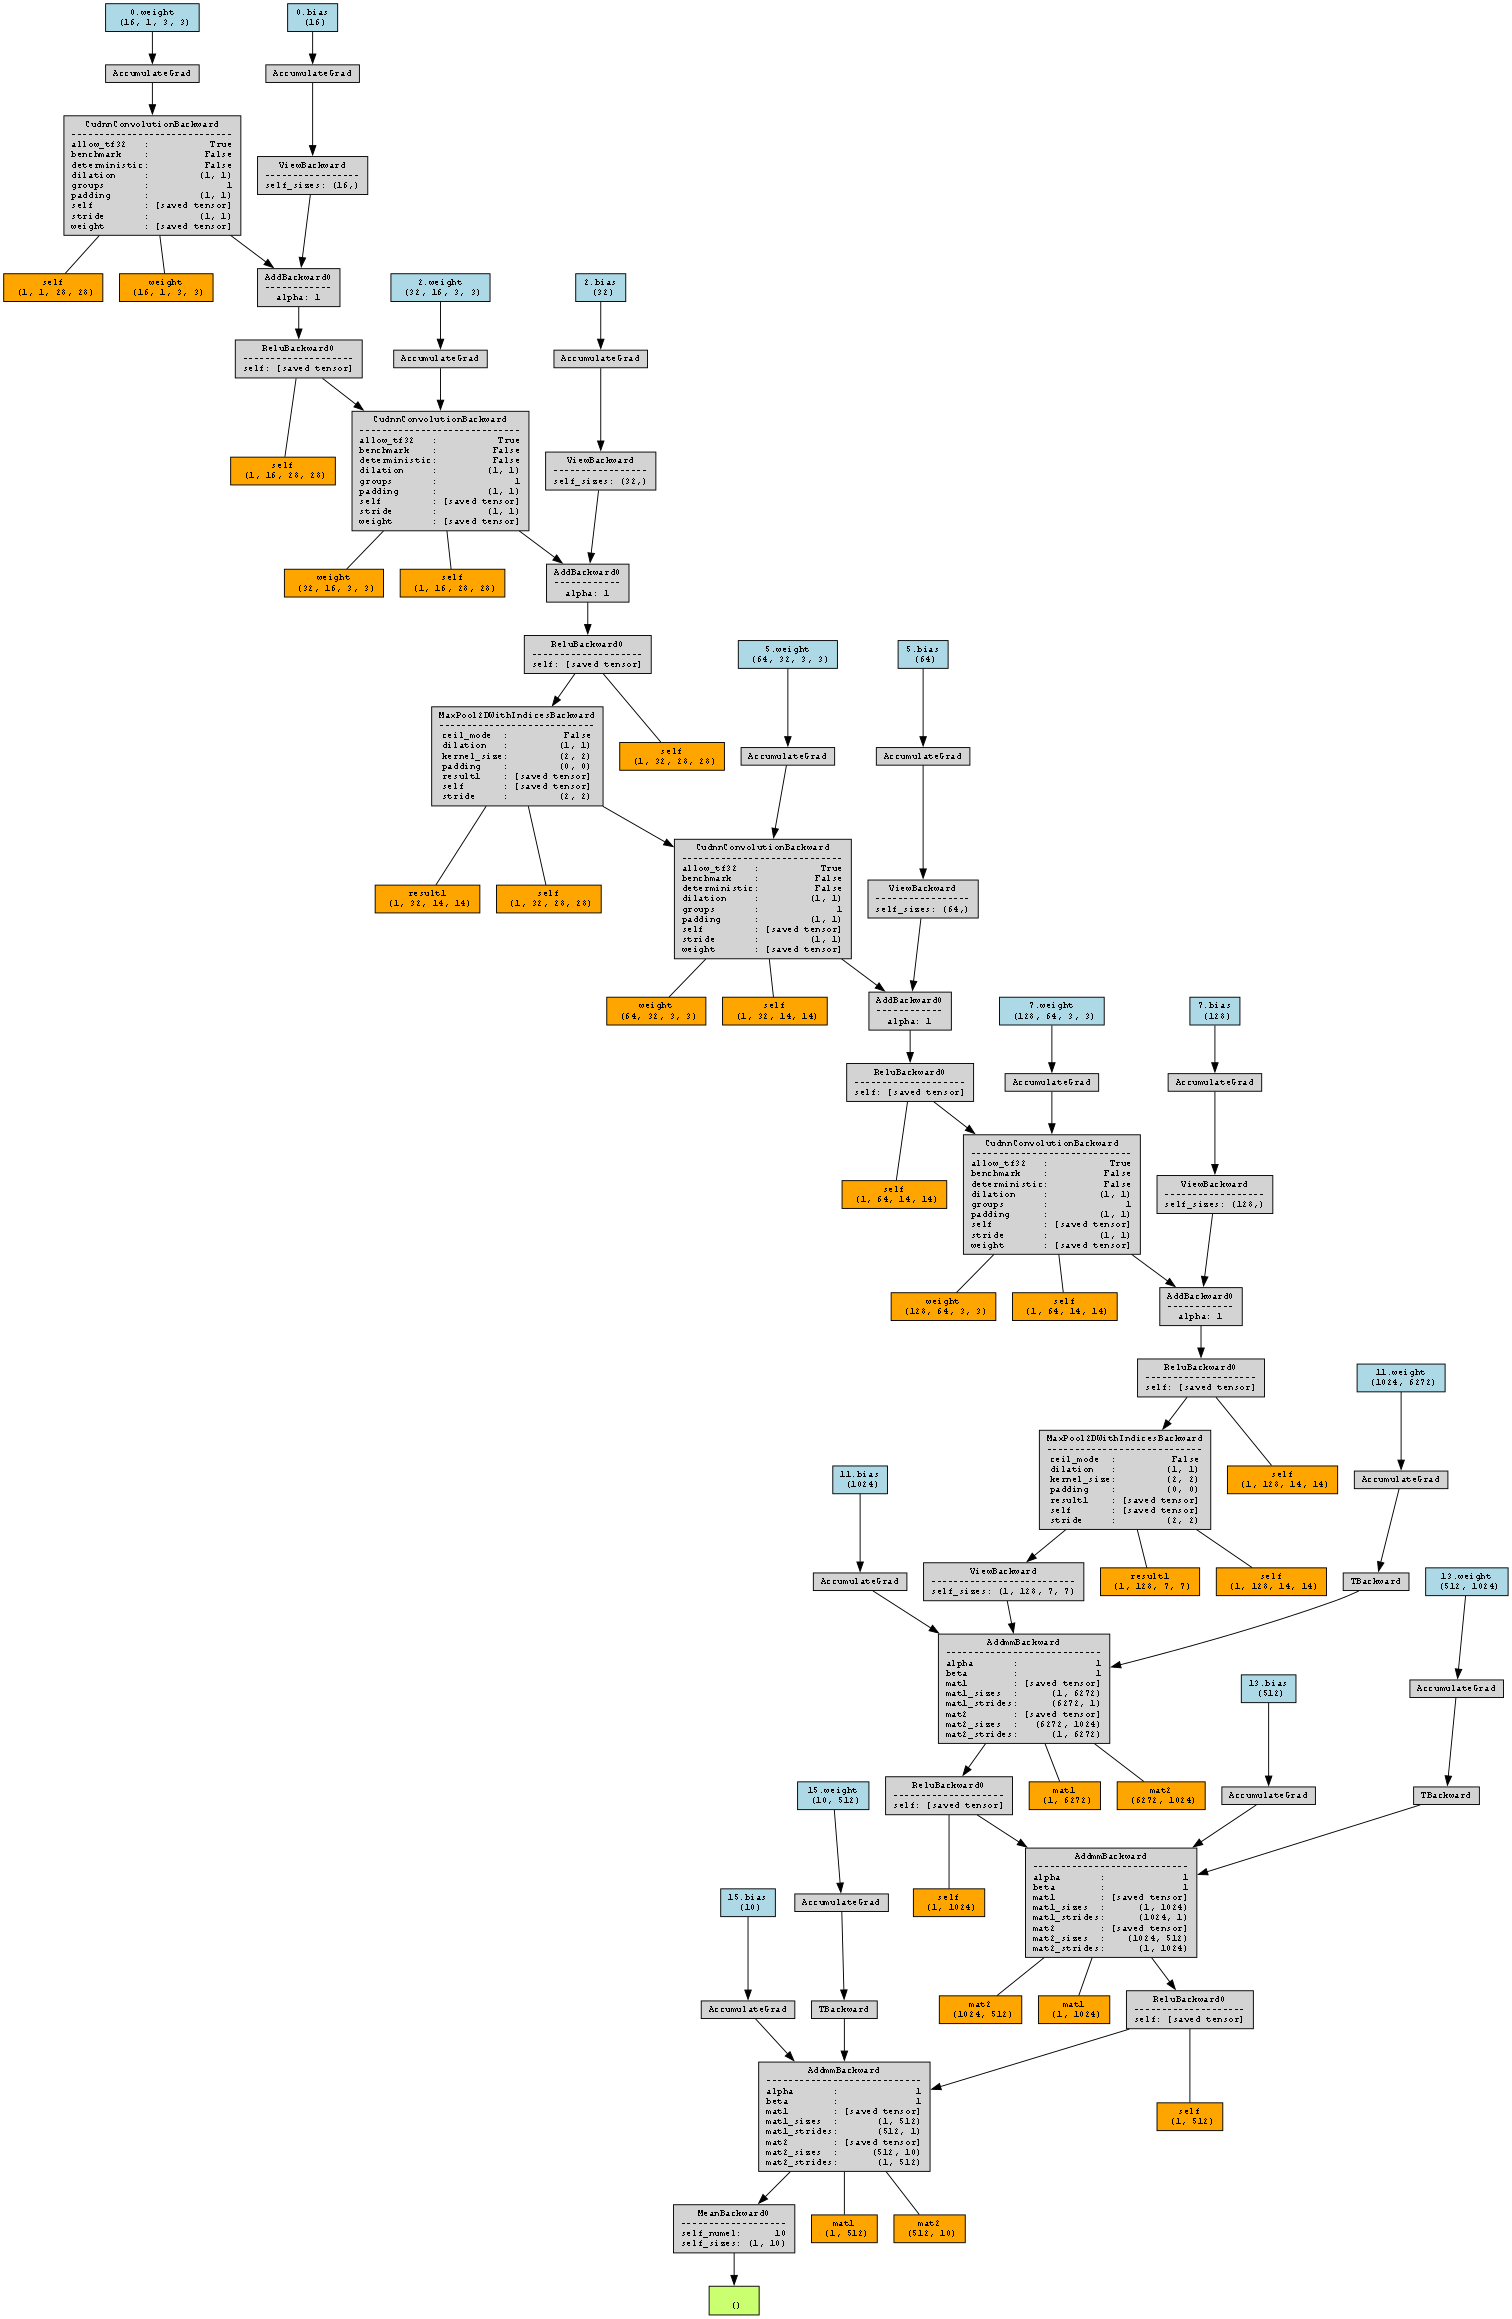 0.weight
(16, 1, 3, 3)
0.bias
(16)
AccumulateGrad
AccumulateGrad
CudnnConvolutionBackward
-----------------------------
allow_tf32   :           True
benchmark    :          False
deterministic:          False
dilation     :         (1, 1)
groups       :              1
padding      :         (1, 1)
self         : [saved tensor]
stride       :         (1, 1)
weight       : [saved tensor]
ViewBackward
-----------------
self_sizes: (16,)
self
(1, 1, 28, 28)
weight
(16, 1, 3, 3)
AddBackward0
------------
alpha: 1
2.weight
(32, 16, 3, 3)
2.bias
(32)
ReluBackward0
--------------------
self: [saved tensor]
AccumulateGrad
AccumulateGrad
self
(1, 16, 28, 28)
CudnnConvolutionBackward
-----------------------------
allow_tf32   :           True
benchmark    :          False
deterministic:          False
dilation     :         (1, 1)
groups       :              1
padding      :         (1, 1)
self         : [saved tensor]
stride       :         (1, 1)
weight       : [saved tensor]
ViewBackward
-----------------
self_sizes: (32,)
weight
(32, 16, 3, 3)
self
(1, 16, 28, 28)
AddBackward0
------------
alpha: 1
ReluBackward0
--------------------
self: [saved tensor]
5.weight
(64, 32, 3, 3)
5.bias
(64)
MaxPool2DWithIndicesBackward
----------------------------
ceil_mode  :          False
dilation   :         (1, 1)
kernel_size:         (2, 2)
padding    :         (0, 0)
result1    : [saved tensor]
self       : [saved tensor]
stride     :         (2, 2)
self
(1, 32, 28, 28)
AccumulateGrad
AccumulateGrad
result1
(1, 32, 14, 14)
self
(1, 32, 28, 28)
CudnnConvolutionBackward
-----------------------------
allow_tf32   :           True
benchmark    :          False
deterministic:          False
dilation     :         (1, 1)
groups       :              1
padding      :         (1, 1)
self         : [saved tensor]
stride       :         (1, 1)
weight       : [saved tensor]
ViewBackward
-----------------
self_sizes: (64,)
weight
(64, 32, 3, 3)
self
(1, 32, 14, 14)
AddBackward0
------------
alpha: 1
7.weight
(128, 64, 3, 3)
7.bias
(128)
ReluBackward0
--------------------
self: [saved tensor]
AccumulateGrad
AccumulateGrad
self
(1, 64, 14, 14)
CudnnConvolutionBackward
-----------------------------
allow_tf32   :           True
benchmark    :          False
deterministic:          False
dilation     :         (1, 1)
groups       :              1
padding      :         (1, 1)
self         : [saved tensor]
stride       :         (1, 1)
weight       : [saved tensor]
ViewBackward
------------------
self_sizes: (128,)
weight
(128, 64, 3, 3)
self
(1, 64, 14, 14)
AddBackward0
------------
alpha: 1
ReluBackward0
--------------------
self: [saved tensor]
11.weight
(1024, 6272)
11.bias
(1024)
MaxPool2DWithIndicesBackward
----------------------------
ceil_mode  :          False
dilation   :         (1, 1)
kernel_size:         (2, 2)
padding    :         (0, 0)
result1    : [saved tensor]
self       : [saved tensor]
stride     :         (2, 2)
self
(1, 128, 14, 14)
AccumulateGrad
AccumulateGrad
ViewBackward
--------------------------
self_sizes: (1, 128, 7, 7)
result1
(1, 128, 7, 7)
self
(1, 128, 14, 14)
TBackward
13.weight
(512, 1024)
AddmmBackward
----------------------------
alpha       :              1
beta        :              1
mat1        : [saved tensor]
mat1_sizes  :      (1, 6272)
mat1_strides:      (6272, 1)
mat2        : [saved tensor]
mat2_sizes  :   (6272, 1024)
mat2_strides:      (1, 6272)
13.bias
(512)
AccumulateGrad
15.weight
(10, 512)
ReluBackward0
--------------------
self: [saved tensor]
mat1
(1, 6272)
mat2
(6272, 1024)
AccumulateGrad
TBackward
15.bias
(10)
AccumulateGrad
self
(1, 1024)
AddmmBackward
----------------------------
alpha       :              1
beta        :              1
mat1        : [saved tensor]
mat1_sizes  :      (1, 1024)
mat1_strides:      (1024, 1)
mat2        : [saved tensor]
mat2_sizes  :    (1024, 512)
mat2_strides:      (1, 1024)
AccumulateGrad
TBackward
mat2
(1024, 512)
mat1
(1, 1024)
ReluBackward0
--------------------
self: [saved tensor]
AddmmBackward
----------------------------
alpha       :              1
beta        :              1
mat1        : [saved tensor]
mat1_sizes  :       (1, 512)
mat1_strides:       (512, 1)
mat2        : [saved tensor]
mat2_sizes  :      (512, 10)
mat2_strides:       (1, 512)
self
(1, 512)
MeanBackward0
-------------------
self_numel:      10
self_sizes: (1, 10)
mat1
(1, 512)
mat2
(512, 10)
()